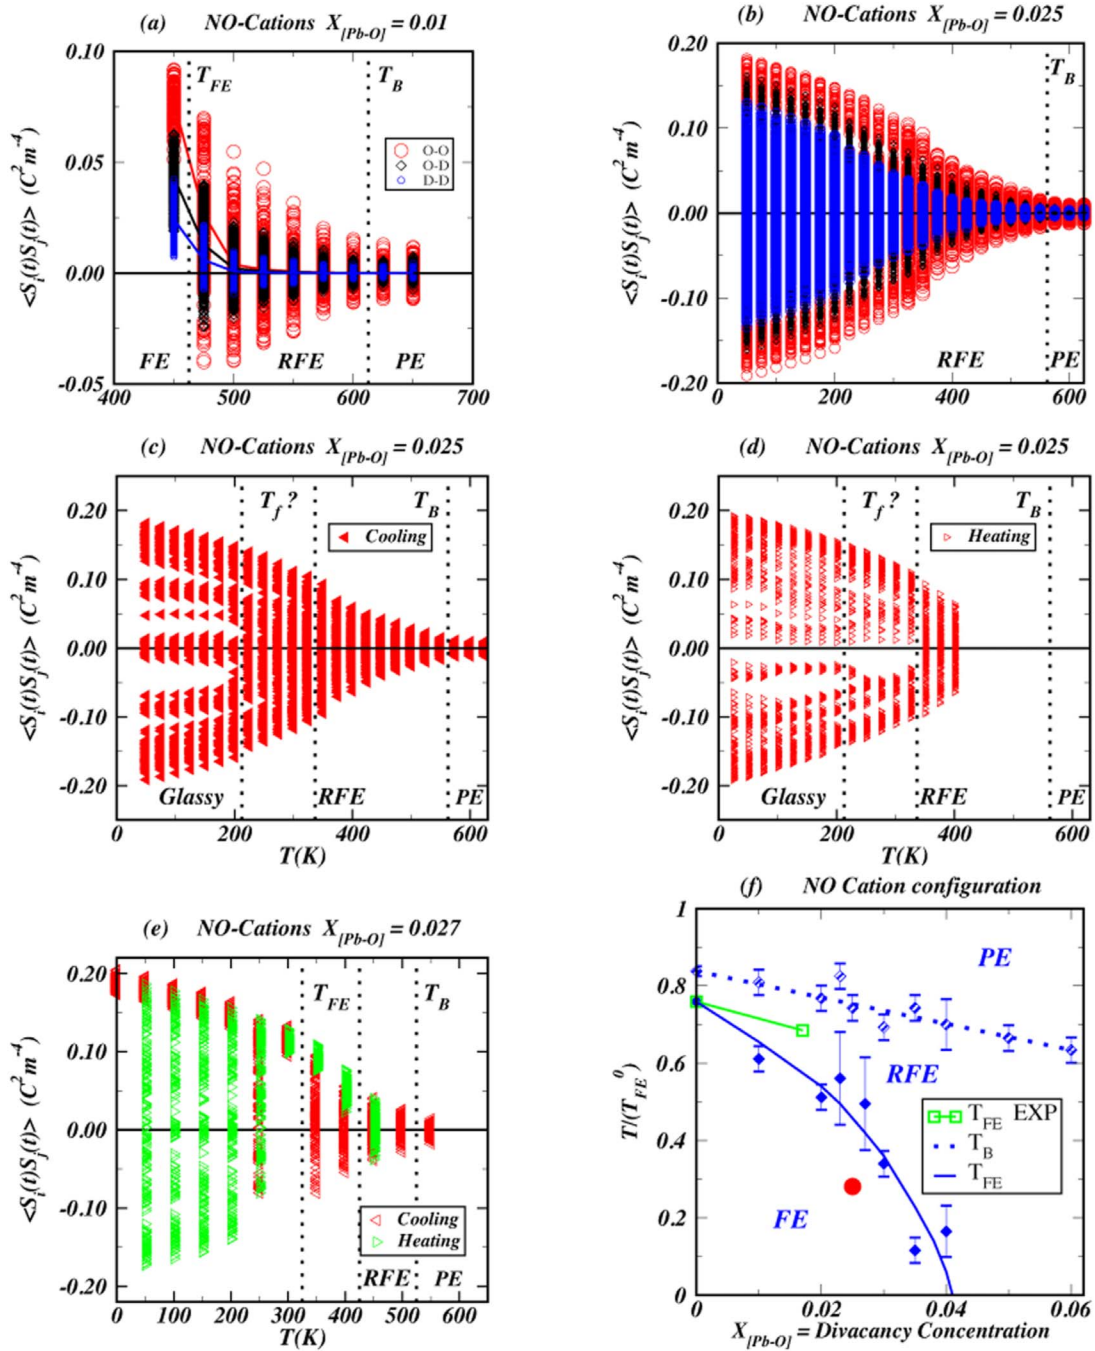 (a) NO-Cations X[Pb-O] = 0.01
<Si(t)Sj(t)> (C²m⁻⁴)
0.10
0.05
0.00
-0.05
TFE
TB
O-O
O-D
D-D
FE
RFE
PE
400 500 600 700
(b) NO-Cations X[Pb-O] = 0.025
<Si(t)Sj(t)> (C²m⁻⁴)
0.20
0.10
0.00
-0.10
-0.20
TB
RFE
PE
0 200 400 600
(c) NO-Cations X[Pb-O] = 0.025
<Si(t)Sj(t)> (C²m⁻⁴)
0.20
0.10
0.00
-0.10
-0.20
Tf ?
TB
Cooling
Glassy
RFE
PE
0 200 400 600
T(K)
(d) NO-Cations X[Pb-O] = 0.025
<Si(t)Sj(t)> (C²m⁻⁴)
0.20
0.10
0.00
-0.10
-0.20
Tf ?
TB
Heating
Glassy
RFE
PE
0 200 400 600
T(K)
(e) NO-Cations X[Pb-O] = 0.027
<Si(t)Sj(t)> (C²m⁻⁴)
0.20
0.10
0.00
-0.10
-0.20
TFE
TB
Cooling
Heating
RFE
PE
0 100 200 300 400 500 600
T(K)
(f) NO Cation configuration
T/(TFE⁰)
1
0.8
0.6
0.4
0.2
0
PE
RFE
FE
TFE EXP
TB
TFE
0 0.02 0.04 0.06
X[Pb-O] = Divacancy Concentration